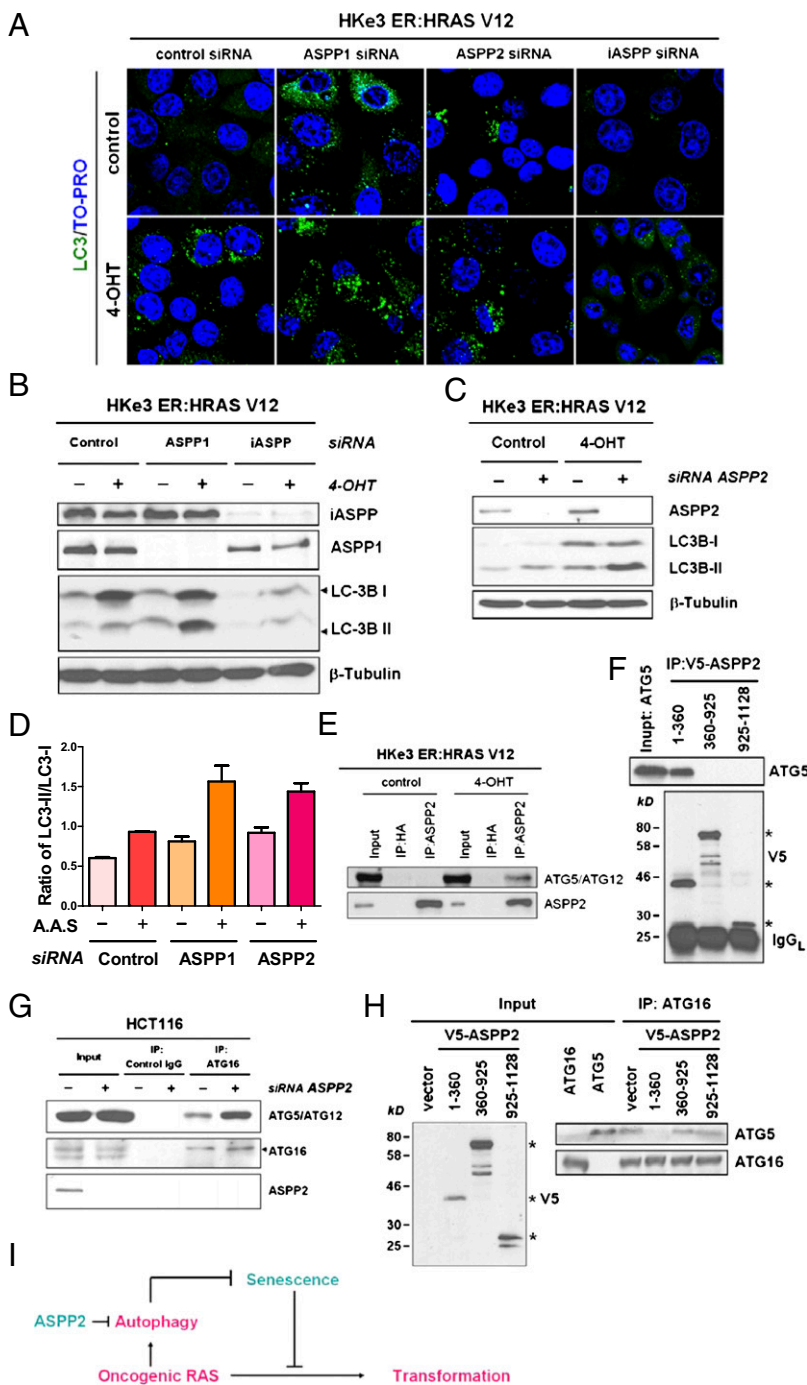 A
HKe3 ER:HRAS V12
control siRNA ASPP1 siRNA ASPP2 siRNA iASPP siRNA
LC3/TO-PRO
control
4-OHT
B
HKe3 ER:HRAS V12
Control ASPP1 iASPP siRNA
– + – + – + 4-OHT
iASPP
ASPP1
LC-3B I
LC-3B II
β-Tubulin
C
HKe3 ER:HRAS V12
Control 4-OHT
– + – + siRNA ASPP2
ASPP2
LC3B-I
LC3B-II
β-Tubulin
D
Ratio of LC3-II/LC3-I
2.0
1.5
1.0
0.5
0.0
A.A.S – + – + – +
siRNA Control ASPP1 ASPP2
E
HKe3 ER:HRAS V12
control 4-OHT
Input IP:HA IP:ASPP2 Input IP:HA IP:ASPP2
ATG5/ATG12
ASPP2
F
IP:V5-ASPP2
Inupt: ATG5 1-360 360-925 925-1128
ATG5
kD
80
58
46
30
25
*
V5
*
*
IgGL
G
HCT116
Input IP: Control IgG IP: ATG16
– + – + – + siRNA ASPP2
ATG5/ATG12
ATG16
ASPP2
H
Input IP: ATG16
V5-ASPP2 V5-ASPP2
vector 1-360 360-925 925-1128 ATG16 ATG5 vector 1-360 360-925 925-1128
kD
80
58
46
30
25
*
* V5
*
ATG5
ATG16
I
Senescence
ASPP2 Autophagy
Oncogenic RAS Transformation